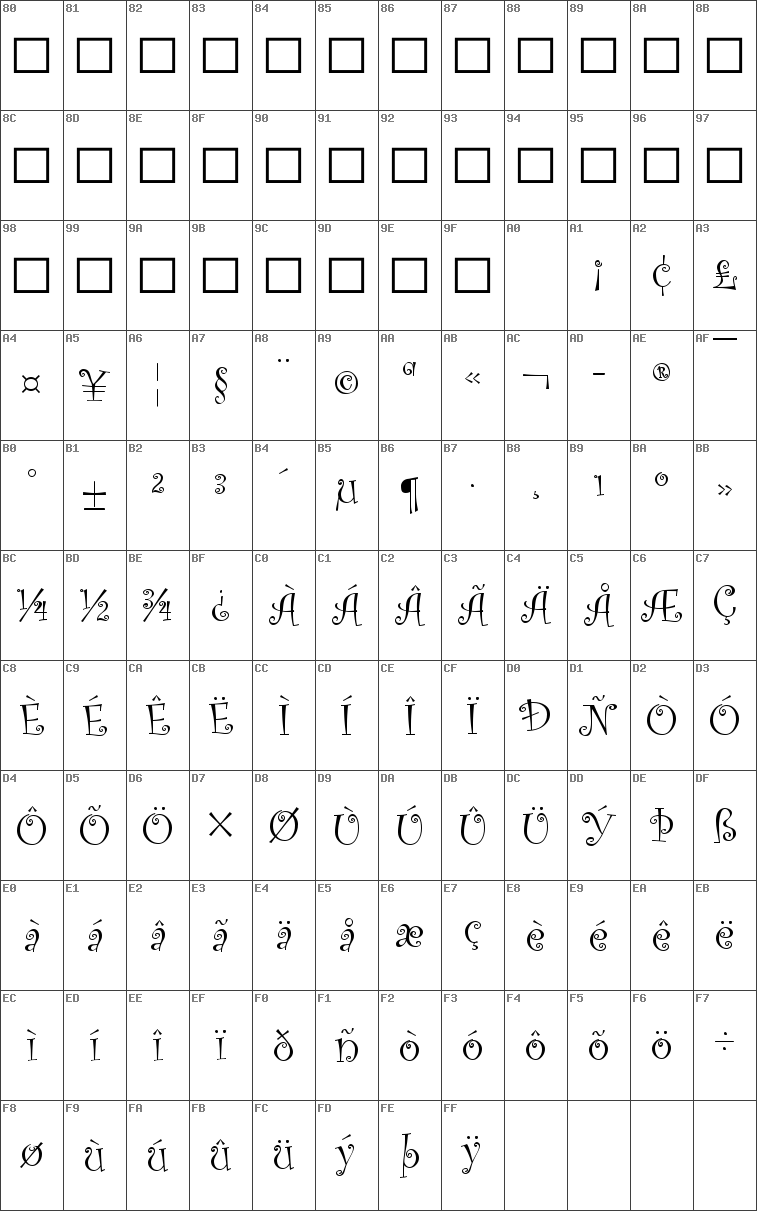 80 81 82 83 84 85 86 87 88 89 8A 8B
□ □ □ □ □ □ □ □ □ □ □ □
8C 8D 8E 8F 90 91 92 93 94 95 96 97
□ □ □ □ □ □ □ □ □ □ □ □
98 99 9A 9B 9C 9D 9E 9F A0 A1 A2 A3
□ □ □ □ □ □ □ □ ¡ ¢ £
A4 A5 A6 A7 A8 A9 AA AB AC AD AE AF
¤ ¥ ¦ § ¨ © ª « ¬ - ® ¯
B0 B1 B2 B3 B4 B5 B6 B7 B8 B9 BA BB
° ± ² ³ ´ µ ¶ · ¸ ¹ º »
BC BD BE BF C0 C1 C2 C3 C4 C5 C6 C7
¼ ½ ¾ ¿ À Á Â Ã Ä Å Æ Ç
C8 C9 CA CB CC CD CE CF D0 D1 D2 D3
È É Ê Ë Ì Í Î Ï Ð Ñ Ò Ó
D4 D5 D6 D7 D8 D9 DA DB DC DD DE DF
Ô Õ Ö × Ø Ù Ú Û Ü Ý Þ ß
E0 E1 E2 E3 E4 E5 E6 E7 E8 E9 EA EB
à á â ã ä å æ ç è é ê ë
EC ED EE EF F0 F1 F2 F3 F4 F5 F6 F7
ì í î ï ð ñ ò ó ô õ ö ÷
F8 F9 FA FB FC FD FE FF
ø ù ú û ü ý þ ÿ